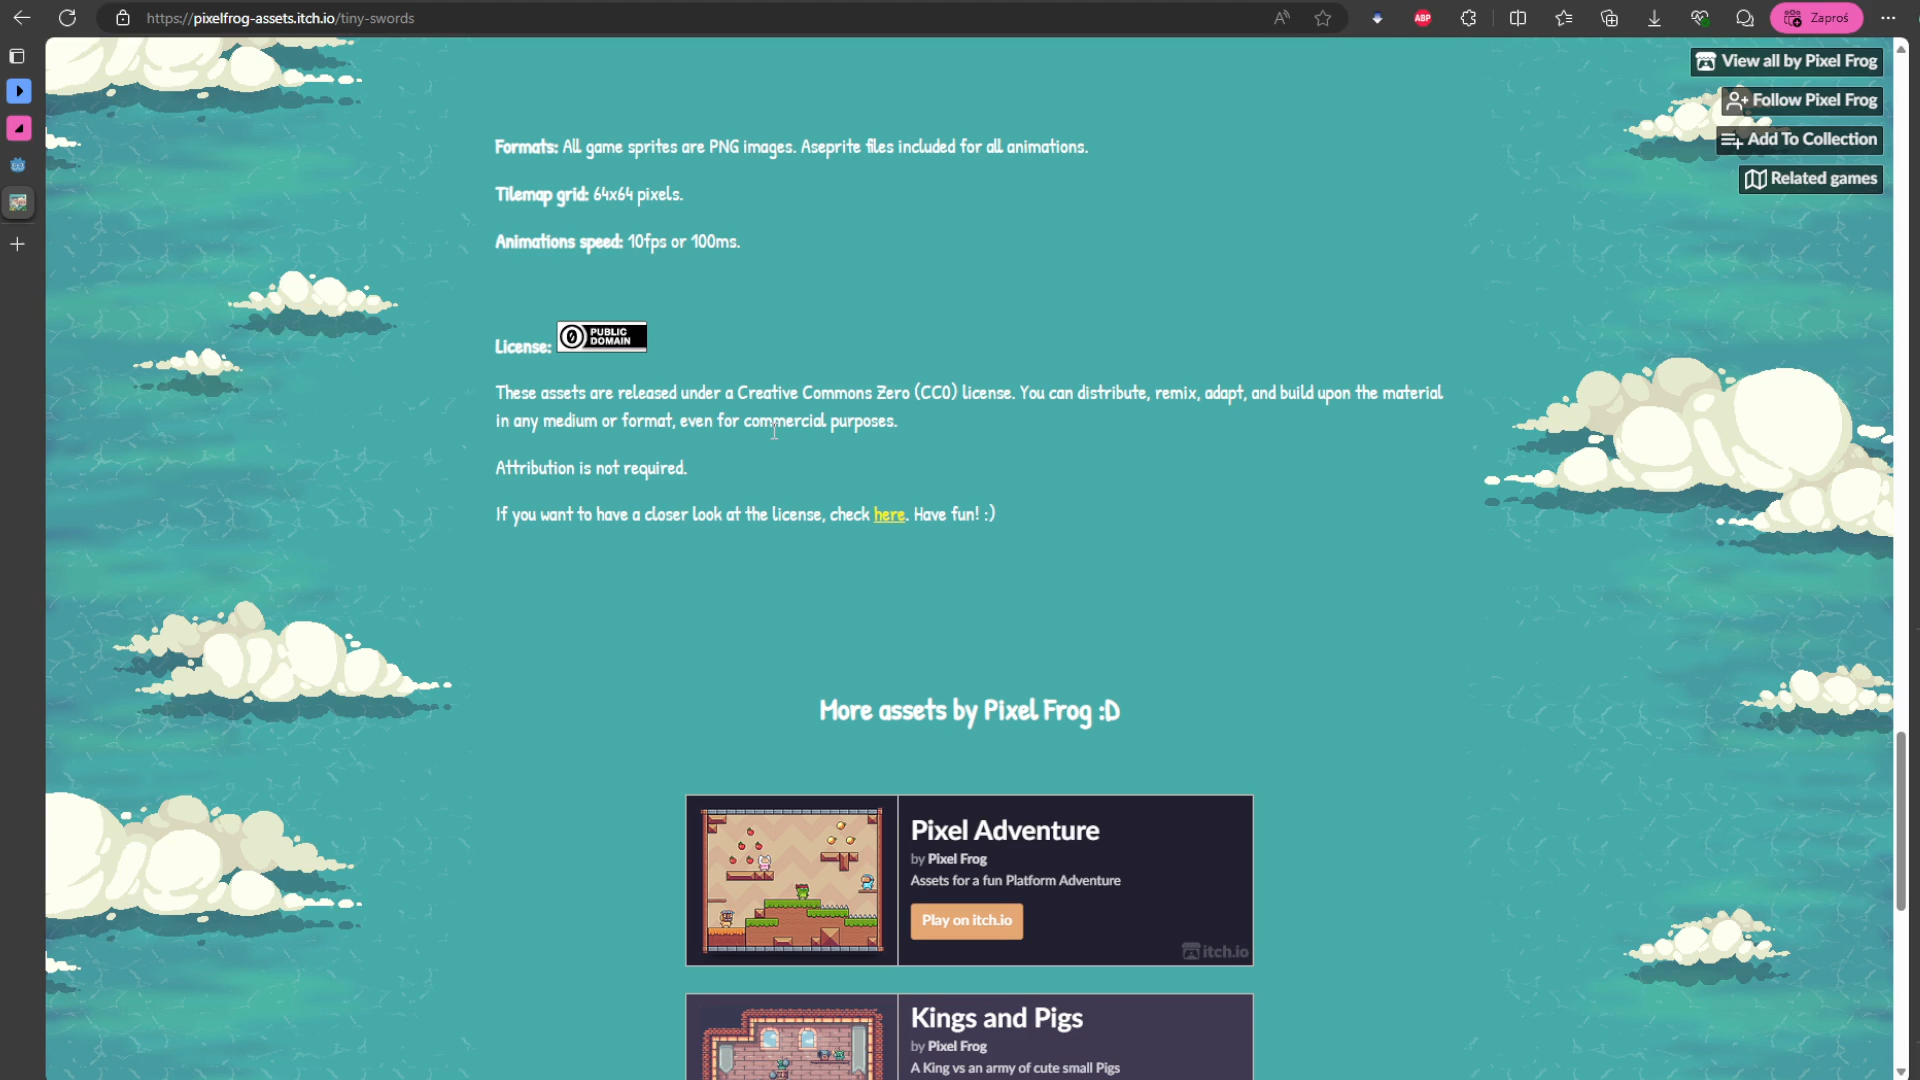 https://pixelfrog-assets.itch.io/tiny-swords
ABP
Zaproś
View all by Pixel Frog
Follow Pixel Frog
Add To Collection
Related games
Formats: All game sprites are PNG images. Aseprite files included for all animations.
Tilemap grid: 64x64 pixels.
Animations speed: 10fps or 100ms.
License: PUBLIC DOMAIN
These assets are released under a Creative Commons Zero (CC0) license. You can distribute, remix, adapt, and build upon the material
in any medium or format, even for commercial purposes.
Attribution is not required.
If you want to have a closer look at the license, check here. Have fun! :)
More assets by Pixel Frog :D
Pixel Adventure
by Pixel Frog
Assets for a fun Platform Adventure
Play on itch.io
itch.io
Kings and Pigs
by Pixel Frog
A King vs an army of cute small Pigs